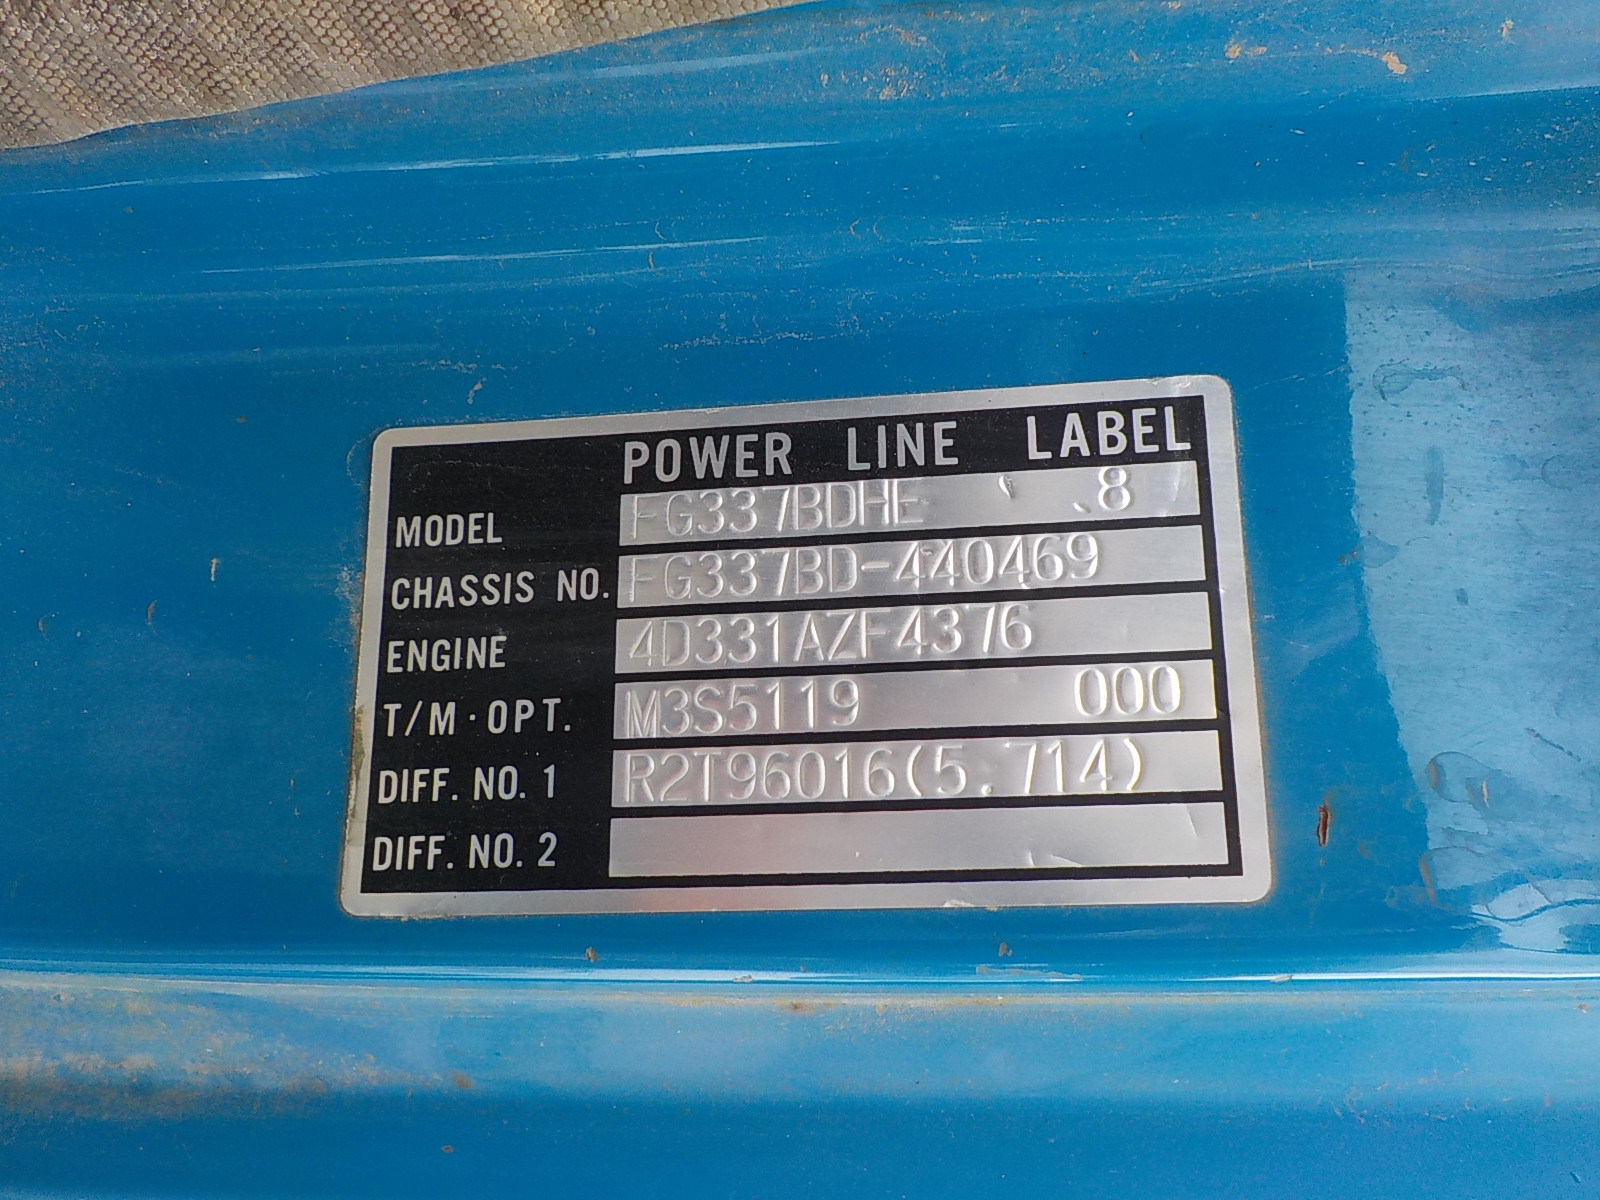 POWER LINE LABEL
MODEL FG337BDHE 8
CHASSIS NO. FG337BD-440469
ENGINE 4D331AZF4376
T/M·OPT. M3S5119 000
DIFF. NO. 1 R2T96016(5.714)
DIFF. NO. 2